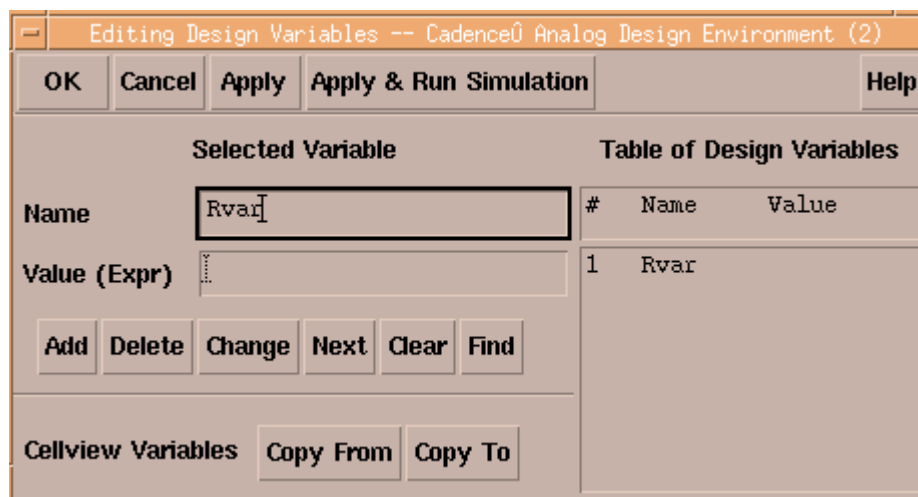 Editing Design Variables -- CadenceÛ Analog Design Environment (2)
OK Cancel Apply Apply & Run Simulation Help
Selected Variable
Name Rvar
Value (Expr)
Add Delete Change Next Clear Find
Cellview Variables Copy From Copy To
Table of Design Variables
# Name Value
1 Rvar